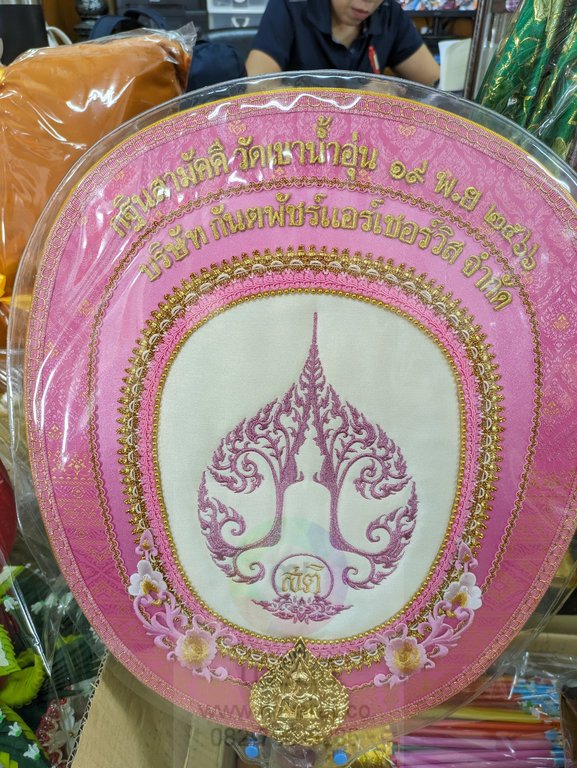 กฐินสามัคคี วัดเขาน้ำอุ่น ๑๙ พ.ย ๒๕๖๖
บริษัท กันตพัชร์แอร์เซอร์วิส จำกัด
สติ